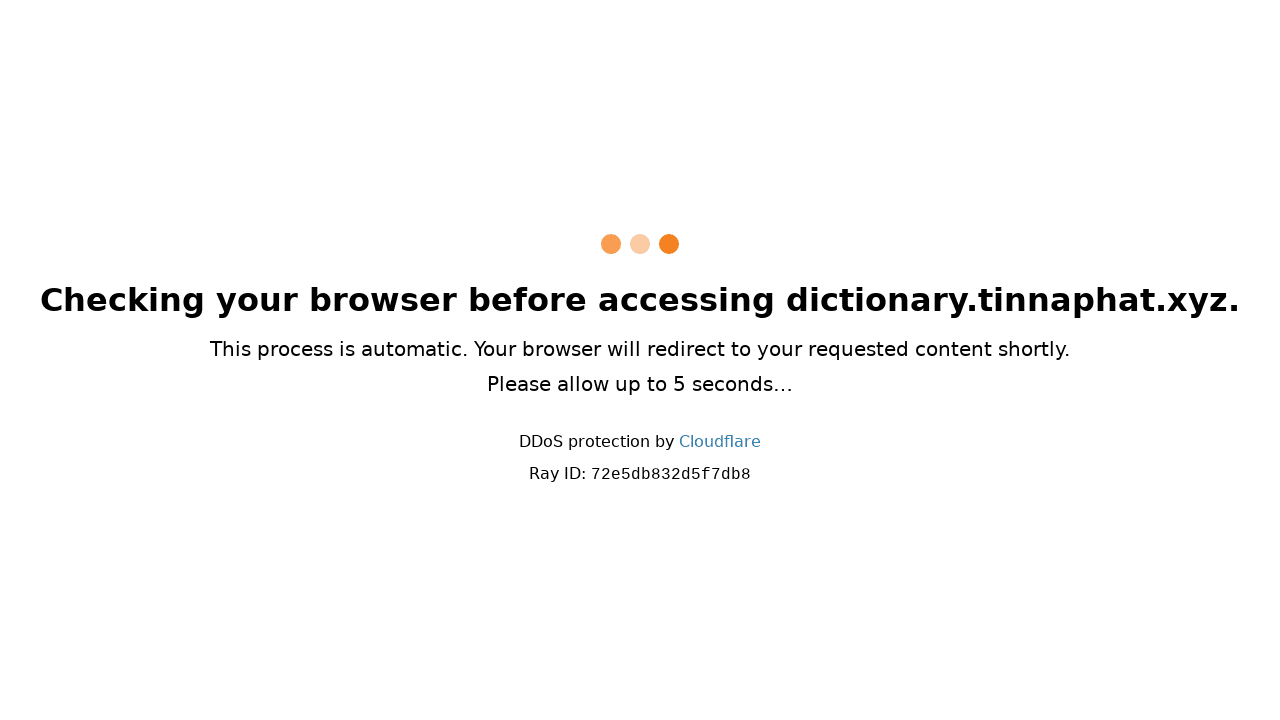 Checking your browser before accessing dictionary.tinnaphat.xyz.
This process is automatic. Your browser will redirect to your requested content shortly.
Please allow up to 5 seconds…
DDoS protection by Cloudflare
Ray ID: 72e5db832d5f7db8